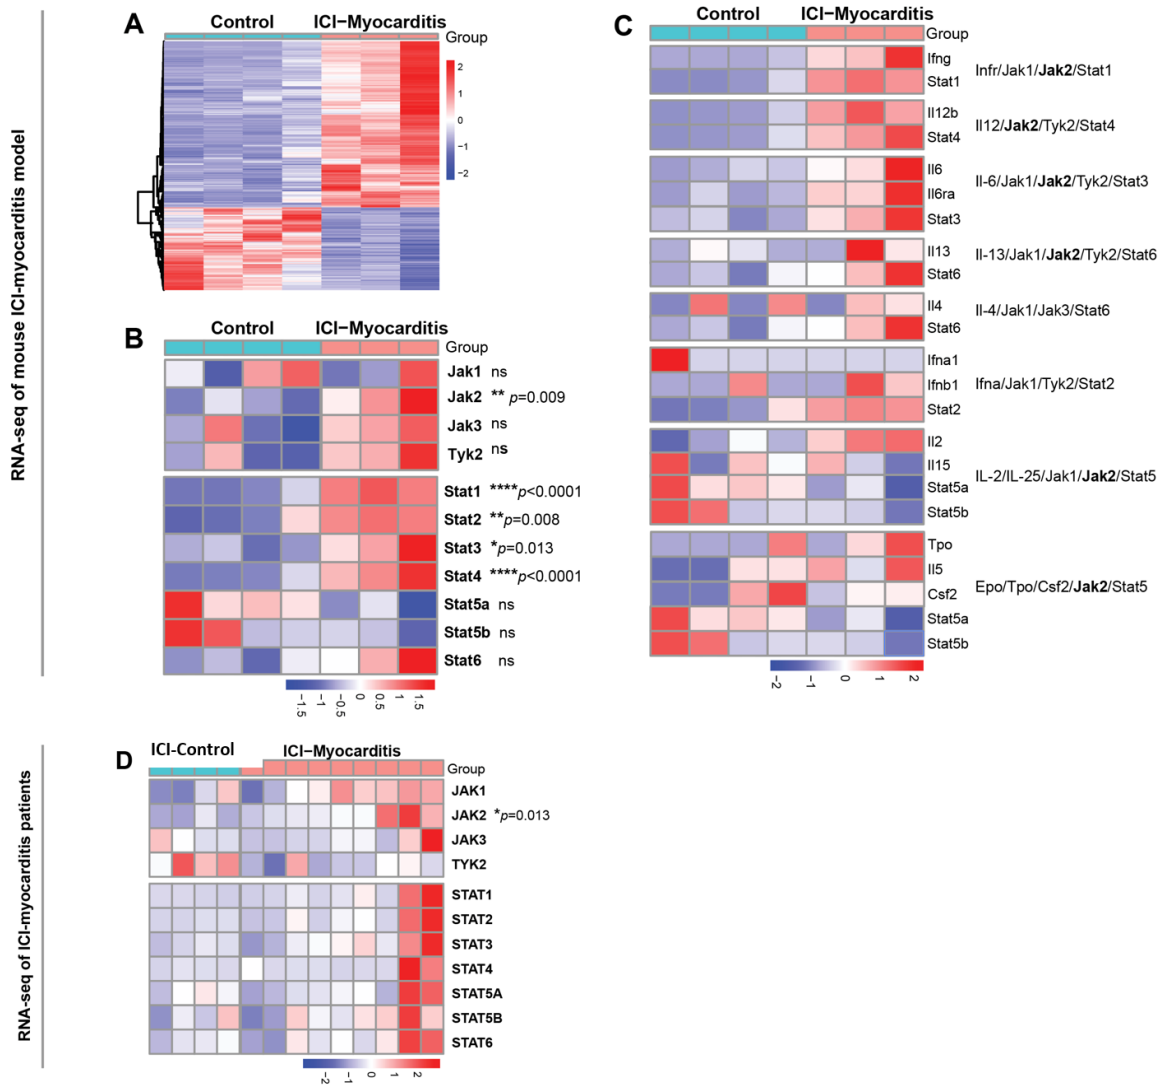 RNA-seq of mouse ICI-myocarditis model
A
Control ICI−Myocarditis
Group
2
1
0
−1
−2
B
Control ICI−Myocarditis
Group
Jak1 ns
Jak2 ** p=0.009
Jak3 ns
Tyk2 ns
Stat1 ****p<0.0001
Stat2 **p=0.008
Stat3 *p=0.013
Stat4 ****p<0.0001
Stat5a ns
Stat5b ns
Stat6 ns
−1.5 −1 −0.5 0 0.5 1 1.5
C
Control ICI−Myocarditis
Group
Ifng
Stat1
Infr/Jak1/Jak2/Stat1
Il12b
Stat4
Il12/Jak2/Tyk2/Stat4
Il6
Il6ra
Stat3
Il-6/Jak1/Jak2/Tyk2/Stat3
Il13
Stat6
Il-13/Jak1/Jak2/Tyk2/Stat6
Il4
Stat6
Il-4/Jak1/Jak3/Stat6
Ifna1
Ifnb1
Stat2
Ifna/Jak1/Tyk2/Stat2
Il2
Il15
Stat5a
Stat5b
IL-2/IL-25/Jak1/Jak2/Stat5
Tpo
Il5
Csf2
Stat5a
Stat5b
Epo/Tpo/Csf2/Jak2/Stat5
−2 −1 0 1 2
RNA-seq of ICI-myocarditis patients
D
ICI-Control ICI−Myocarditis
Group
JAK1
JAK2 *p=0.013
JAK3
TYK2
STAT1
STAT2
STAT3
STAT4
STAT5A
STAT5B
STAT6
−2 −1 0 1 2